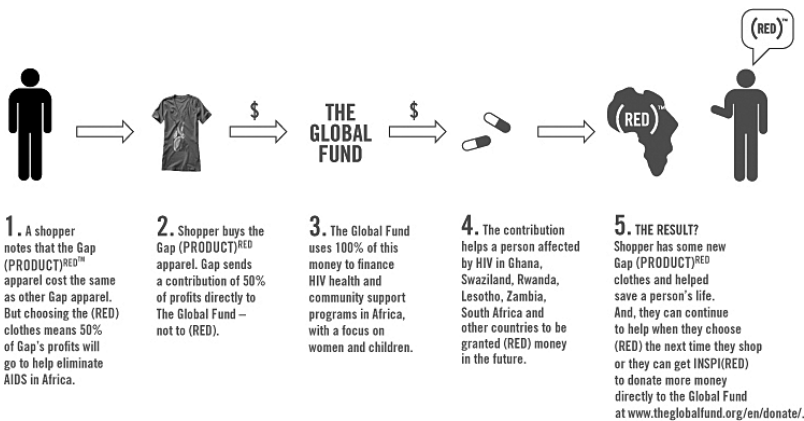 (RED)™
$
THE
GLOBAL
FUND
$
(RED)™
1. A shopper
notes that the Gap
(PRODUCT)RED™
apparel cost the same
as other Gap apparel.
But choosing the (RED)
clothes means 50%
of Gap's profits will
go to help eliminate
AIDS in Africa.
2. Shopper buys the
Gap (PRODUCT)RED
apparel. Gap sends
a contribution of 50%
of profits directly to
The Global Fund –
not to (RED).
3. The Global Fund
uses 100% of this
money to finance
HIV health and
community support
programs in Africa,
with a focus on
women and children.
4. The contribution
helps a person affected
by HIV in Ghana,
Swaziland, Rwanda,
Lesotho, Zambia,
South Africa and
other countries to be
granted (RED) money
in the future.
5. THE RESULT?
Shopper has some new
Gap (PRODUCT)RED
clothes and helped
save a person's life.
And, they can continue
to help when they choose
(RED) the next time they shop
or they can get INSPI(RED)
to donate more money
directly to the Global Fund
at www.theglobalfund.org/en/donate/.